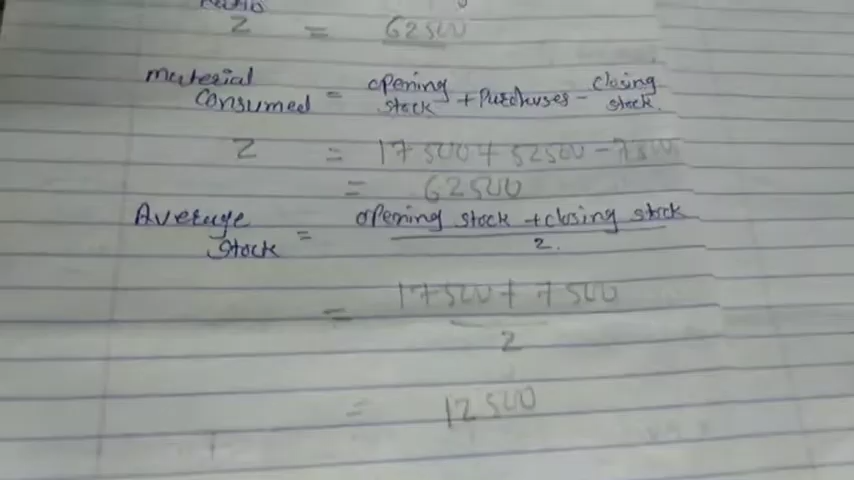 Ratio
Z = 62500
Material Consumed = opening stock + Purchases - closing stock.
Z = 17500 + 52500 - 7500
= 62500
Average Stock = opening stock + closing stock
2.
= 17500 + 7500
2
= 12500